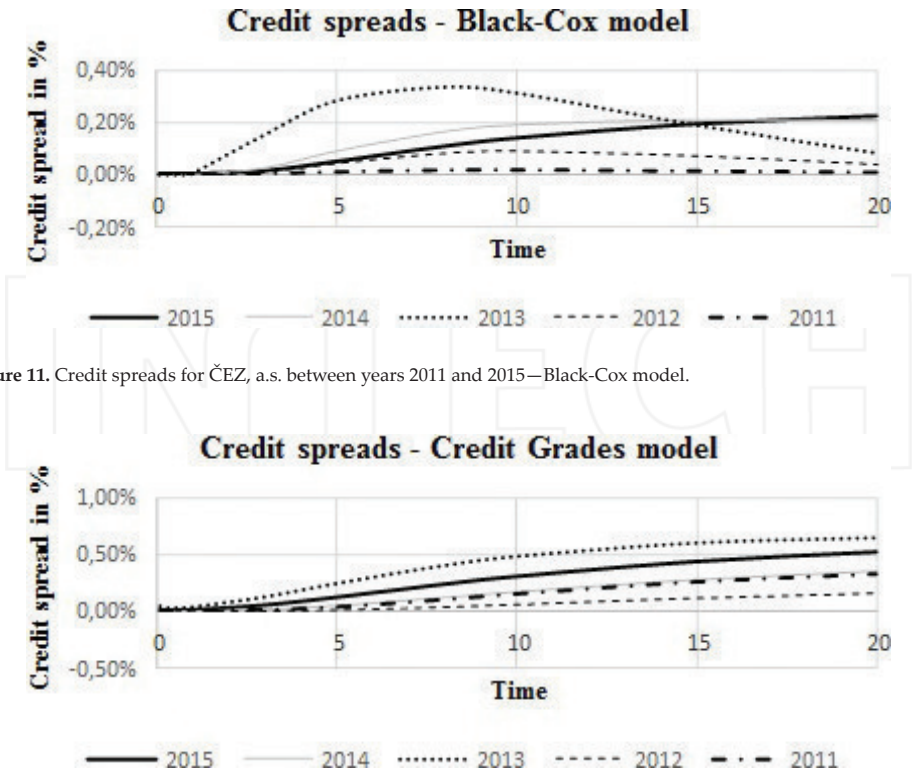 Credit spreads - Black-Cox model
Credit spread in %
0,40%
0,20%
0,00%
-0,20%
0 5 10 15 20
Time
2015 2014 2013 2012 2011
ure 11. Credit spreads for ČEZ, a.s. between years 2011 and 2015—Black-Cox model.
INTECH
Credit spreads - Credit Grades model
Credit spread in %
1,00%
0,50%
0,00%
-0,50%
0 5 10 15 20
Time
2015 2014 2013 2012 2011